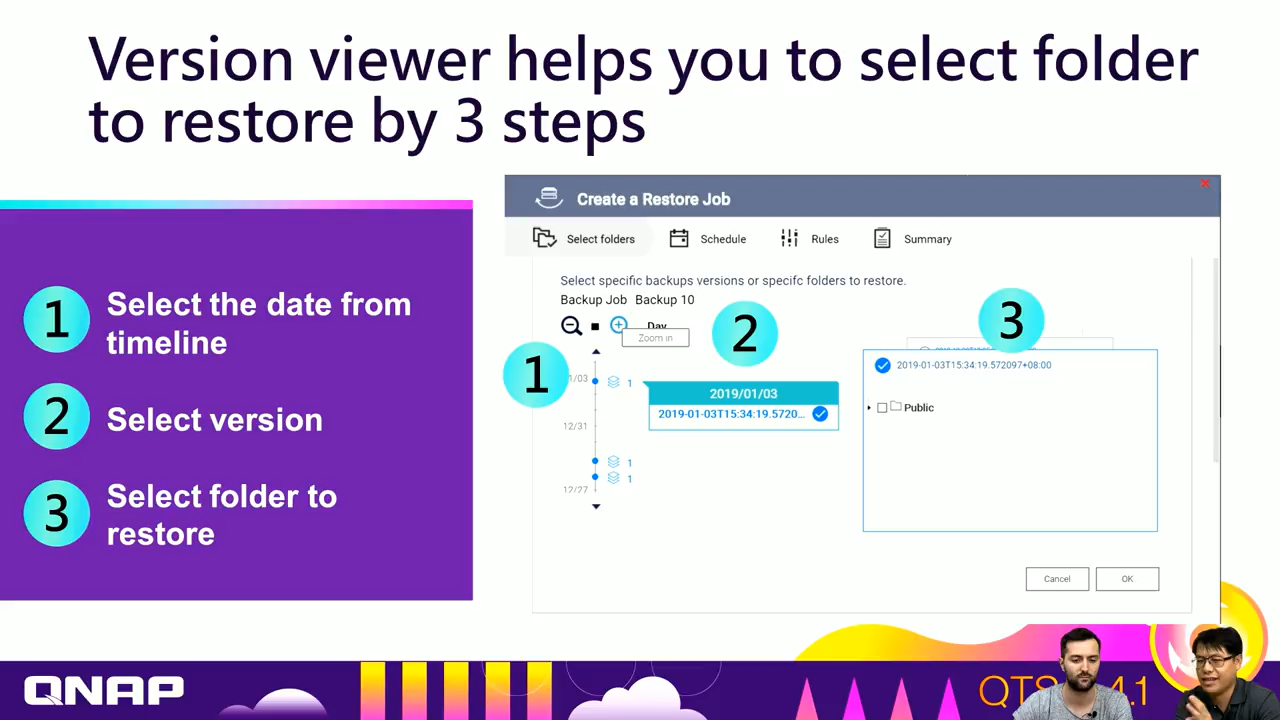 Version viewer helps you to select folder
to restore by 3 steps
1
Select the date from
timeline
2
Select version
3
Select folder to
restore
Create a Restore Job
Select folders
Schedule
Rules
Summary
Select specific backups versions or specifc folders to restore.
Backup Job Backup 10
Day
Zoom in
1
2
3
1/03
1
12/31
1
1
12/27
2019/01/03
2019-01-03T15:34:19.5720...
2019-01-03T15:34:19.572097+08:00
Public
Cancel
OK
QNAP
QTS
4.1